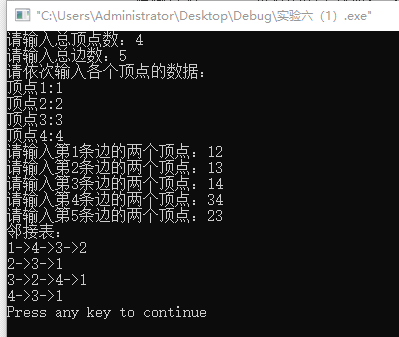 "C:\Users\Administrator\Desktop\Debug\实验六（1）.exe"
请输入总顶点数：4
请输入总边数：5
请依次输入各个顶点的数据：
顶点1:1
顶点2:2
顶点3:3
顶点4:4
请输入第1条边的两个顶点：12
请输入第2条边的两个顶点：13
请输入第3条边的两个顶点：14
请输入第4条边的两个顶点：34
请输入第5条边的两个顶点：23
邻接表：
1->4->3->2
2->3->1
3->2->4->1
4->3->1
Press any key to continue